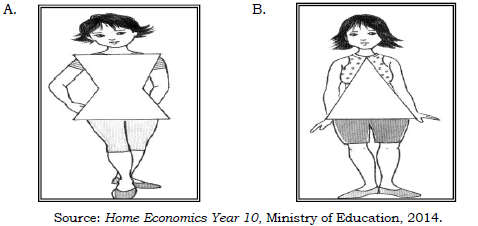 A.
B.
Source: Home Economics Year 10, Ministry of Education, 2014.